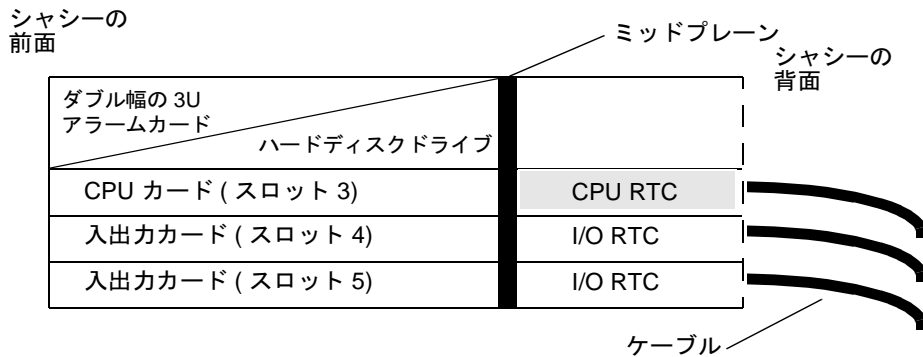 シャシーの
前面
ミッドプレーン
シャシーの
背面
ダブル幅の 3U
アラームカード
ハードディスクドライブ
CPU カード ( スロット 3)
CPU RTC
入出力カード ( スロット 4)
I/O RTC
入出力カード ( スロット 5)
I/O RTC
ケーブル